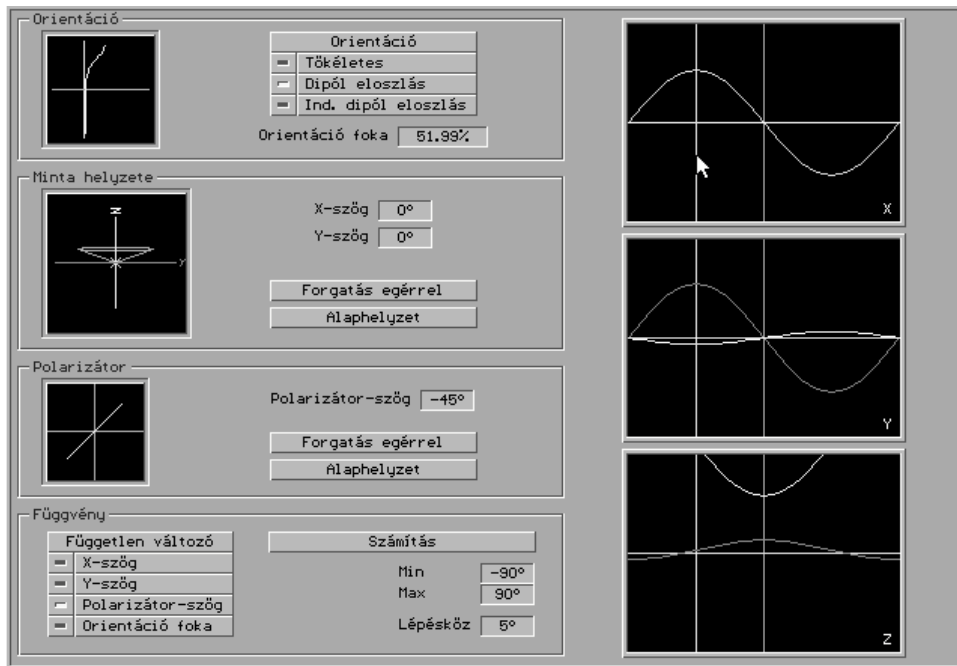 Orientáció
Orientáció
Tökéletes
Dipól eloszlás
Ind. dipól eloszlás
Orientáció foka 51.99%
Minta helyzete
Z
y
X-szög 0°
Y-szög 0°
Forgatás egérrel
Alaphelyzet
Polarizátor
Polarizátor-szög -45°
Forgatás egérrel
Alaphelyzet
Függvény
Független változó
X-szög
Y-szög
Polarizátor-szög
Orientáció foka
Számítás
Min -90°
Max 90°
Lépésköz 5°
X
Y
Z